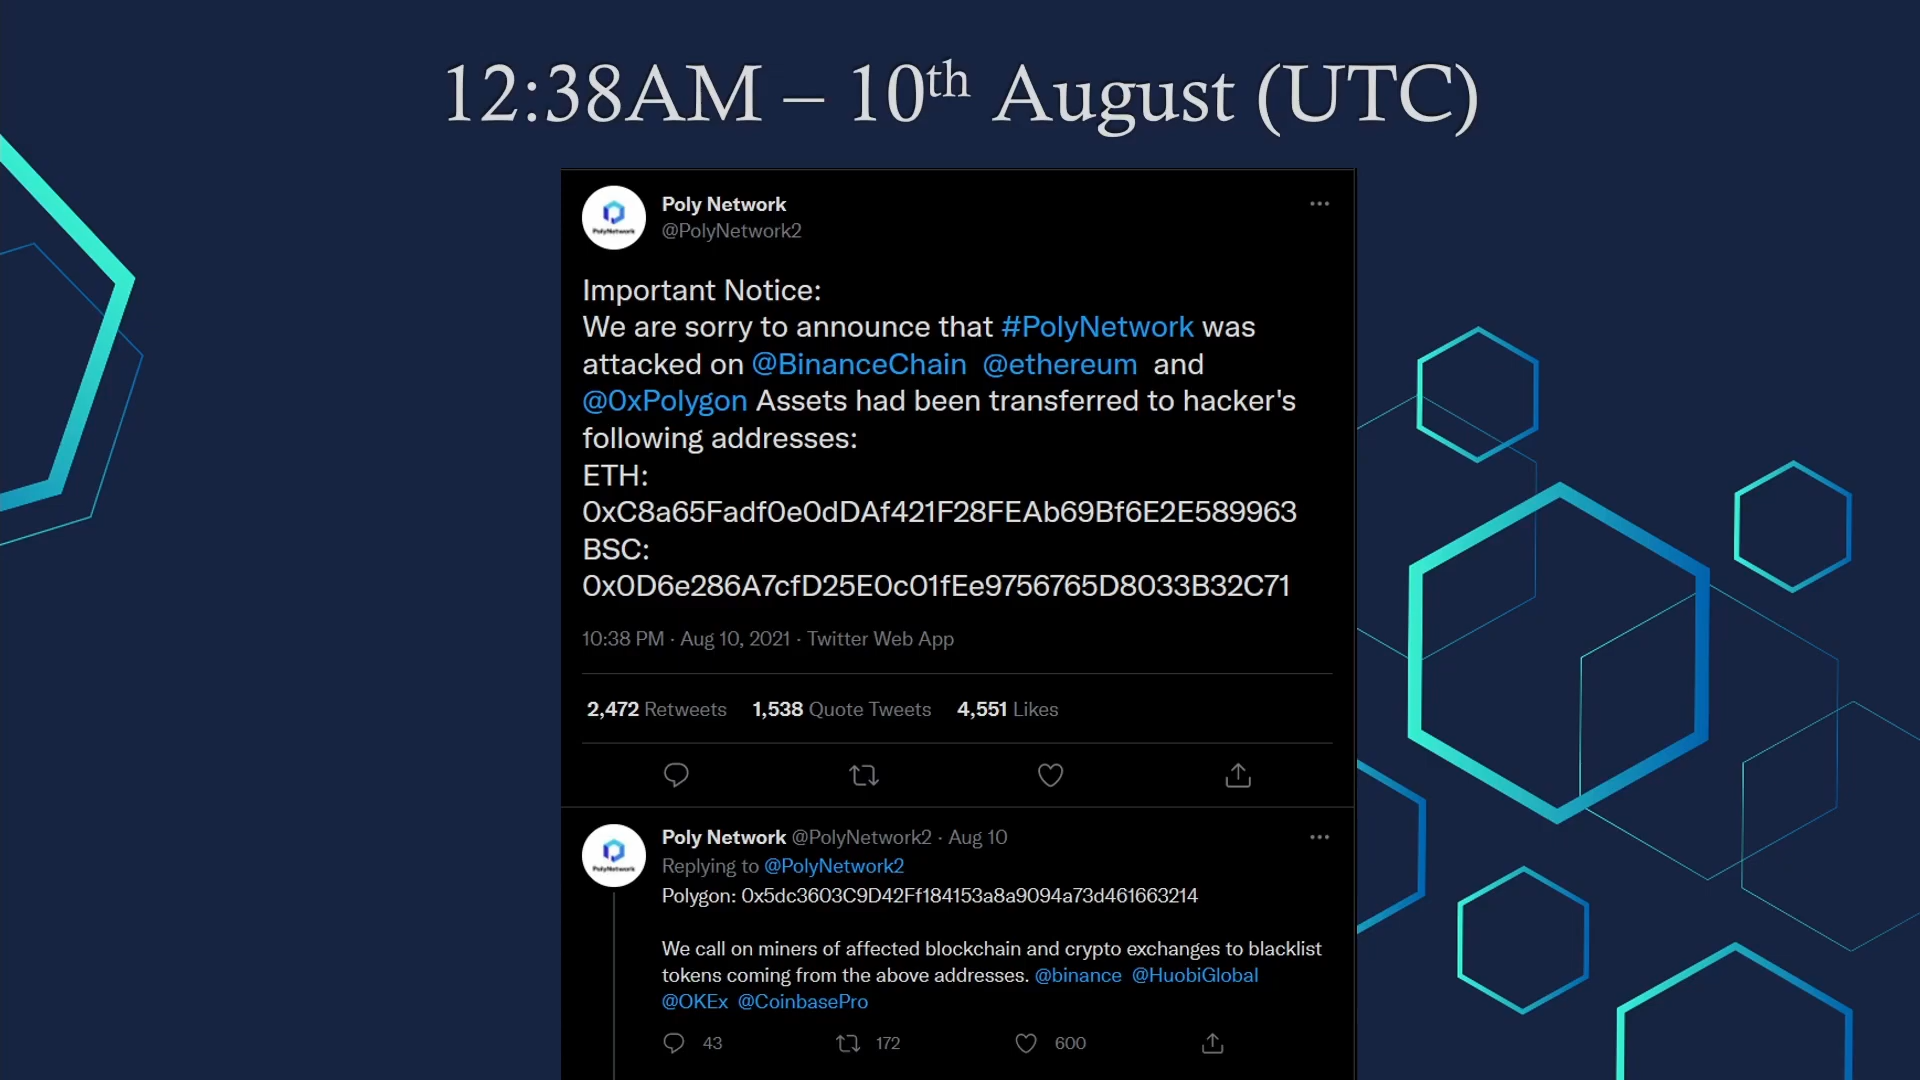 12:38AM – 10th August (UTC)
Poly Network
@PolyNetwork2
Important Notice:
We are sorry to announce that #PolyNetwork was
attacked on @BinanceChain @ethereum and
@0xPolygon Assets had been transferred to hacker's
following addresses:
ETH:
0xC8a65Fadf0e0dDAf421F28FEAb69Bf6E2E589963
BSC:
0x0D6e286A7cfD25E0c01fEe9756765D8033B32C71
10:38 PM · Aug 10, 2021 · Twitter Web App
2,472 Retweets 1,538 Quote Tweets 4,551 Likes
Poly Network @PolyNetwork2 · Aug 10
Replying to @PolyNetwork2
Polygon: 0x5dc3603C9D42Ff184153a8a9094a73d461663214
We call on miners of affected blockchain and crypto exchanges to blacklist
tokens coming from the above addresses. @binance @HuobiGlobal
@OKEx @CoinbasePro
43 172 600
PolyNetwork
PolyNetwork